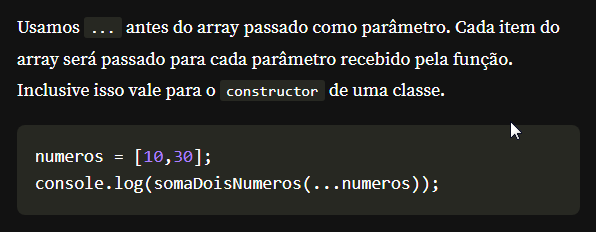 Usamos ... antes do array passado como parâmetro. Cada item do
array será passado para cada parâmetro recebido pela função.
Inclusive isso vale para o constructor de uma classe.
numeros = [10,30];
console.log(somaDoisNumeros(...numeros));